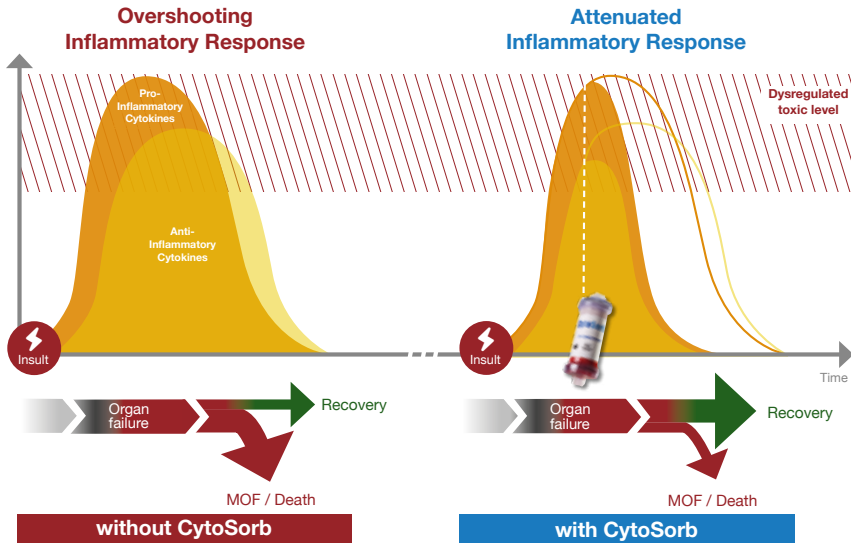 Overshooting
Inflammatory Response
Attenuated
Inflammatory Response
Pro-
Inflammatory
Cytokines
Dysregulated
toxic level
Anti-
Inflammatory
Cytokines
Insult
Insult
Time
Organ
failure
Recovery
Organ
failure
Recovery
MOF / Death
MOF / Death
without CytoSorb
with CytoSorb